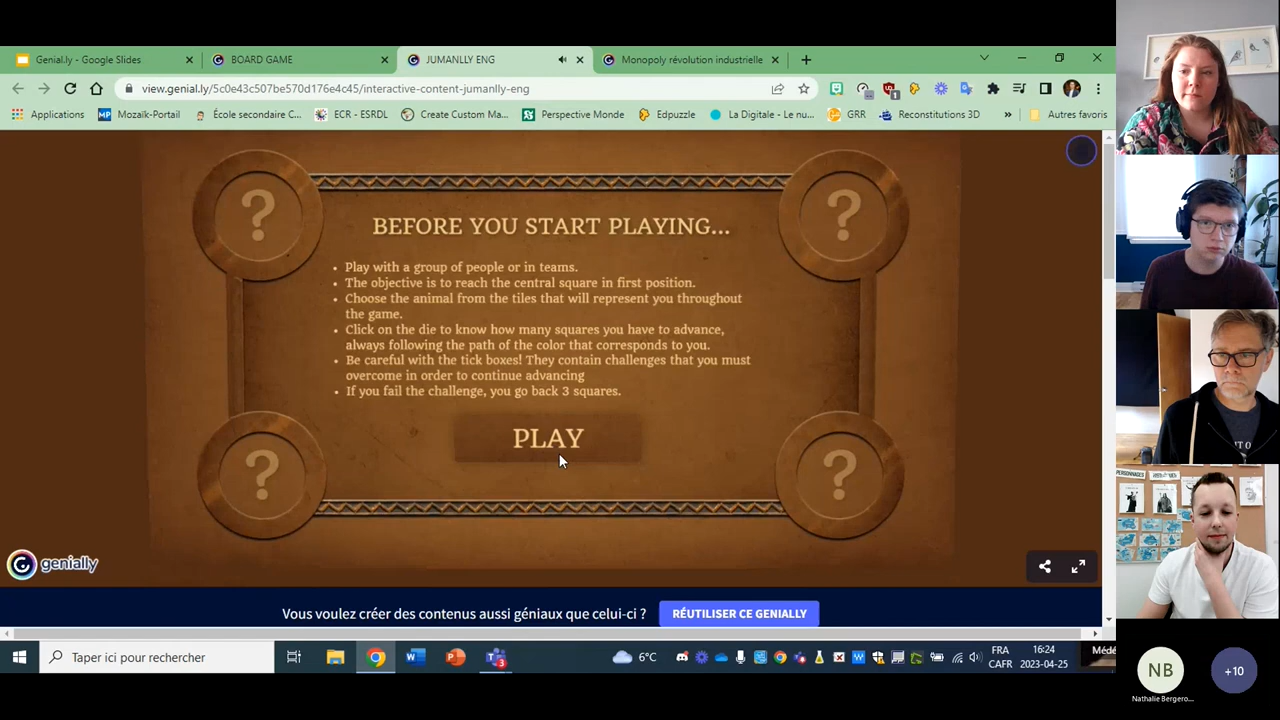 Genial.ly - Google Slides
BOARD GAME
JUMANLLY ENG
Monopoly révolution industrielle
view.genial.ly/5c0e43c507be570d176e4c45/interactive-content-jumanlly-eng
Applications
MP Mozaïk-Portail
École secondaire C...
ECR - ESRDL
Create Custom Ma...
Perspective Monde
Edpuzzle
La Digitale - Le nu...
GRR
Reconstitutions 3D
»
Autres favoris
?
?
BEFORE YOU START PLAYING...
• Play with a group of people or in teams.
• The objective is to reach the central square in first position.
• Choose the animal from the tiles that will represent you throughout
the game.
• Click on the die to know how many squares you have to advance,
always following the path of the color that corresponds to you.
• Be careful with the tick boxes! They contain challenges that you must
overcome in order to continue advancing
• If you fail the challenge, you go back 3 squares.
PLAY
?
?
genially
Vous voulez créer des contenus aussi géniaux que celui-ci ?
RÉUTILISER CE GENIALLY
Taper ici pour rechercher
6°C
FRA
CAFR
16:24
2023-04-25
Médé
PERSONNAGES
NB
+10
Nathalie Bergero...